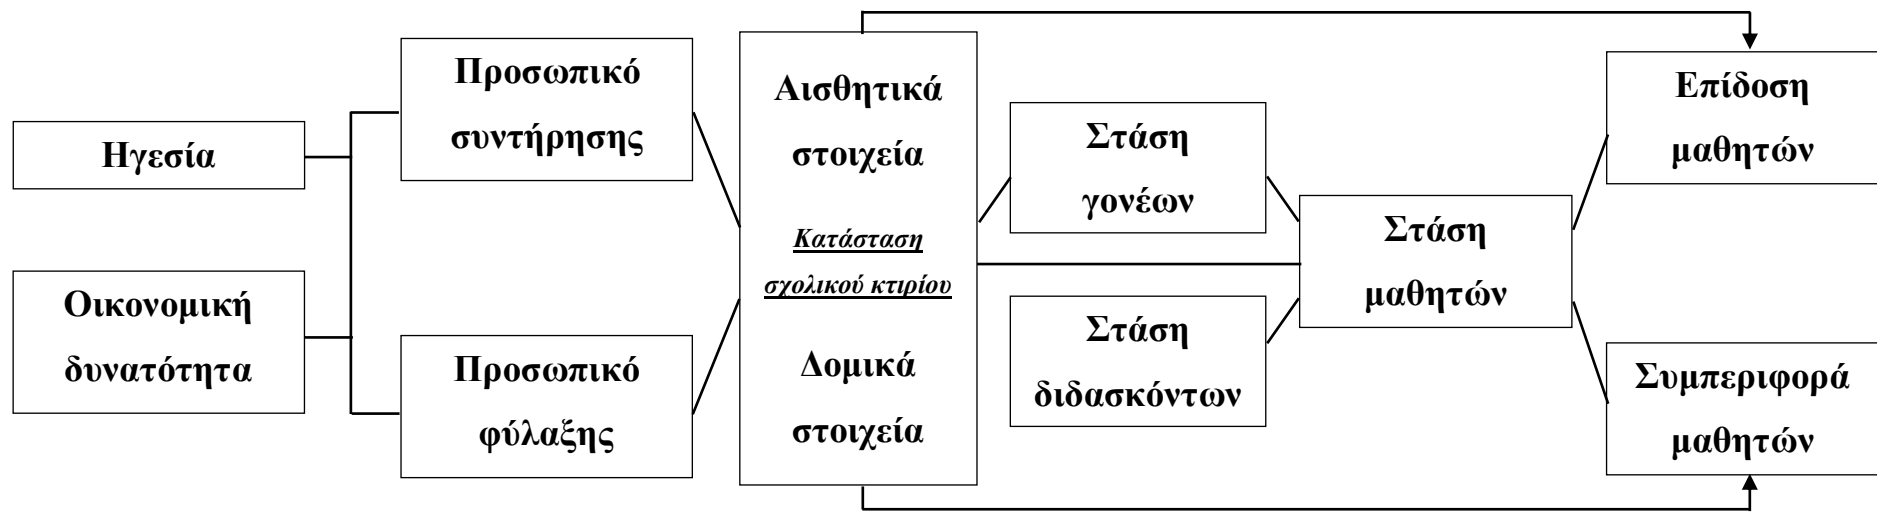 Ηγεσία
Οικονομική
δυνατότητα
Προσωπικό
συντήρησης
Προσωπικό
φύλαξης
Αισθητικά
στοιχεία
Κατάσταση
σχολικού κτιρίου
Δομικά
στοιχεία
Στάση
γονέων
Στάση
διδασκόντων
Στάση
μαθητών
Επίδοση
μαθητών
Συμπεριφορά
μαθητών